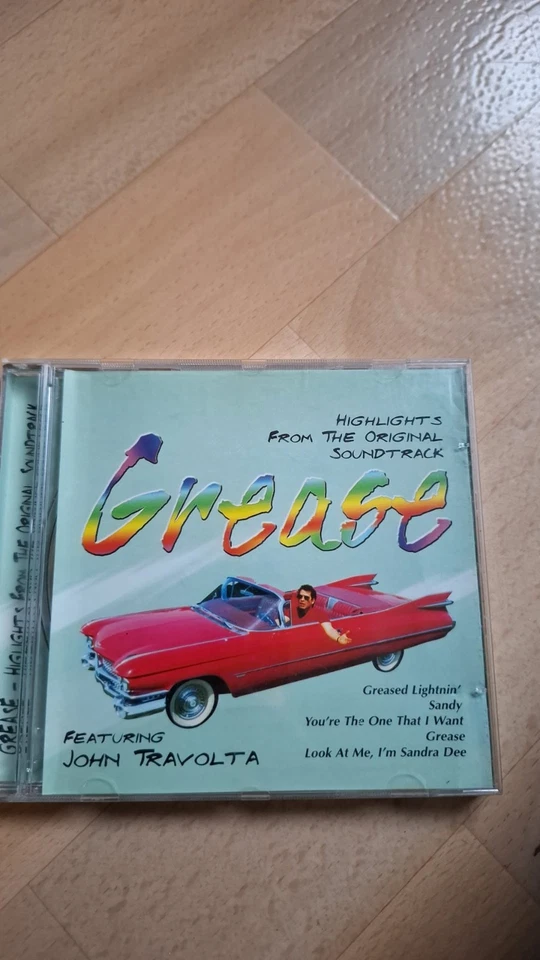 HIGHLIGHTS
FROM THE ORIGINAL
SOUNDTRACK
Grease
Greased Lightnin'
Sandy
You're The One That I Want
Grease
Look At Me, I'm Sandra Dee
FEATURING
JOHN TRAVOLTA
GREASE - HIGHLIGHTS FROM THE ORIGINAL SOUNDTRACK